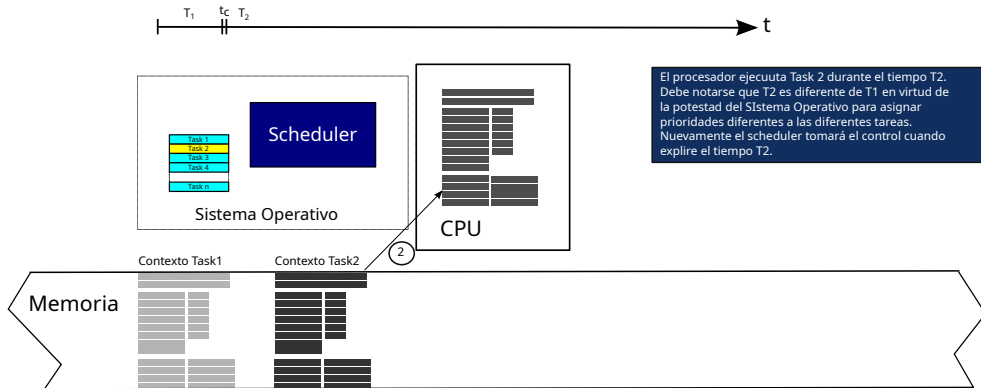 T1 tc T2
t
El procesador ejecuuta Task 2 durante el tiempo T2.
Debe notarse que T2 es diferente de T1 en virtud de
la potestad del SIstema Operativo para asignar
prioridades diferentes a las diferentes tareas.
Nuevamente el scheduler tomará el control cuando
explire el tiempo T2.
Scheduler
Task 1
Task 2
Task 3
Task 4
Task n
Sistema Operativo
CPU
2
Contexto Task1
Contexto Task2
Memoria